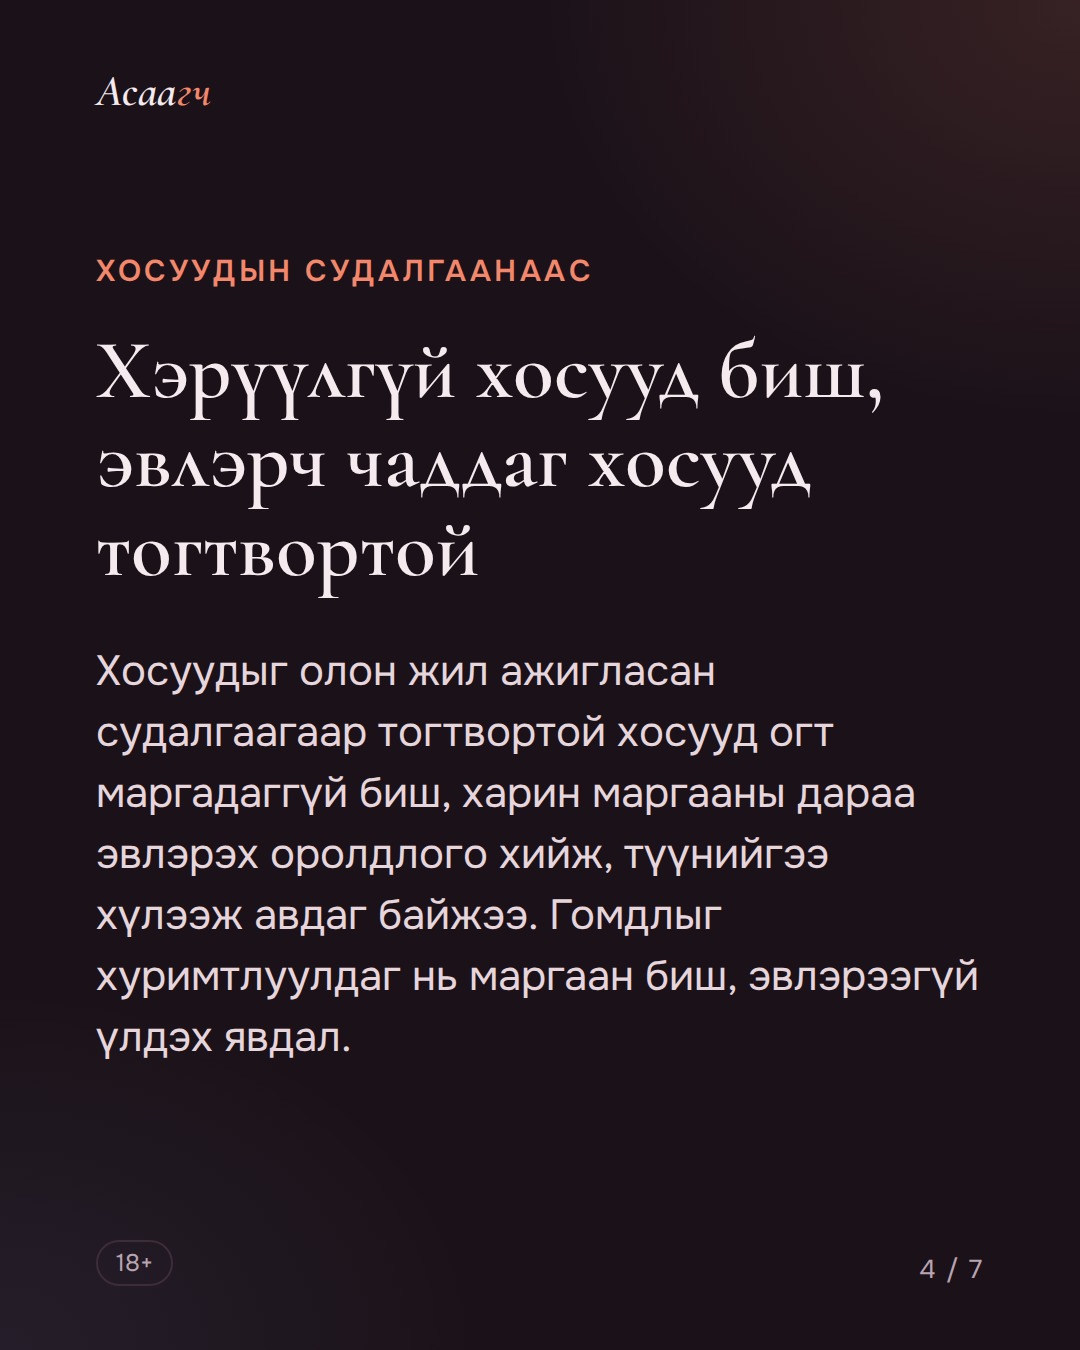 Асаагч
ХОСУУДЫН СУДАЛГААНААС
Хэрүүлгүй хосууд биш,
эвлэрч чаддаг хосууд
тогтвортой
Хосуудыг олон жил ажигласан
судалгаагаар тогтвортой хосууд огт
маргадаггүй биш, харин маргааны дараа
эвлэрэх оролдлого хийж, түүнийгээ
хүлээж авдаг байжээ. Гомдлыг
хуримтлуулдаг нь маргаан биш, эвлэрээгүй
үлдэх явдал.
18+
4 / 7